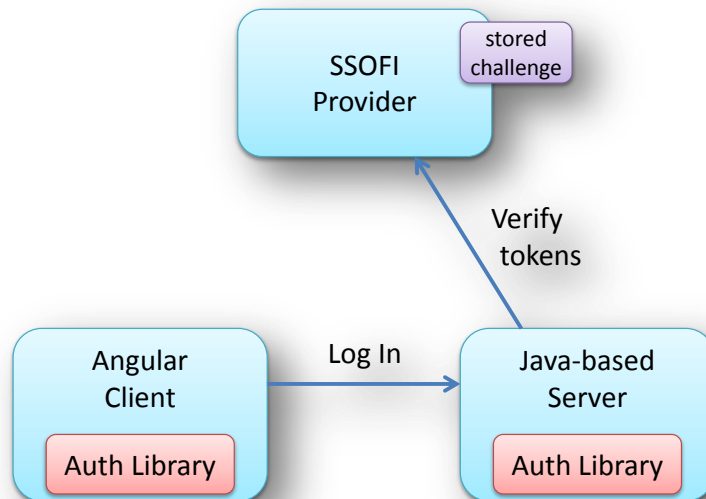 SSOFI
Provider
stored
challenge
Verify
tokens
Log In
Angular
Client
Auth Library
Java-based
Server
Auth Library